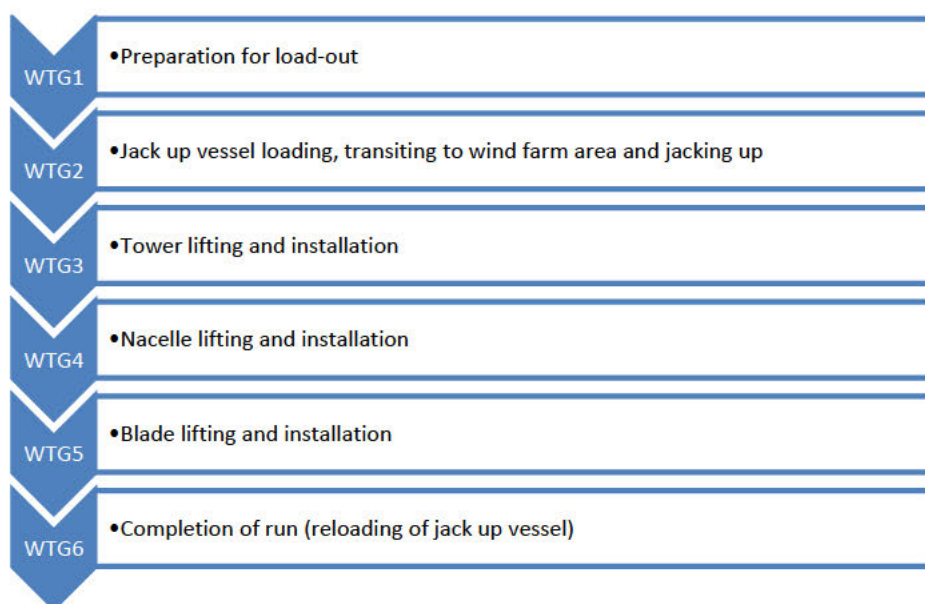 WTG1
•Preparation for load-out
WTG2
•Jack up vessel loading, transiting to wind farm area and jacking up
WTG3
•Tower lifting and installation
WTG4
•Nacelle lifting and installation
WTG5
•Blade lifting and installation
WTG6
•Completion of run (reloading of jack up vessel)